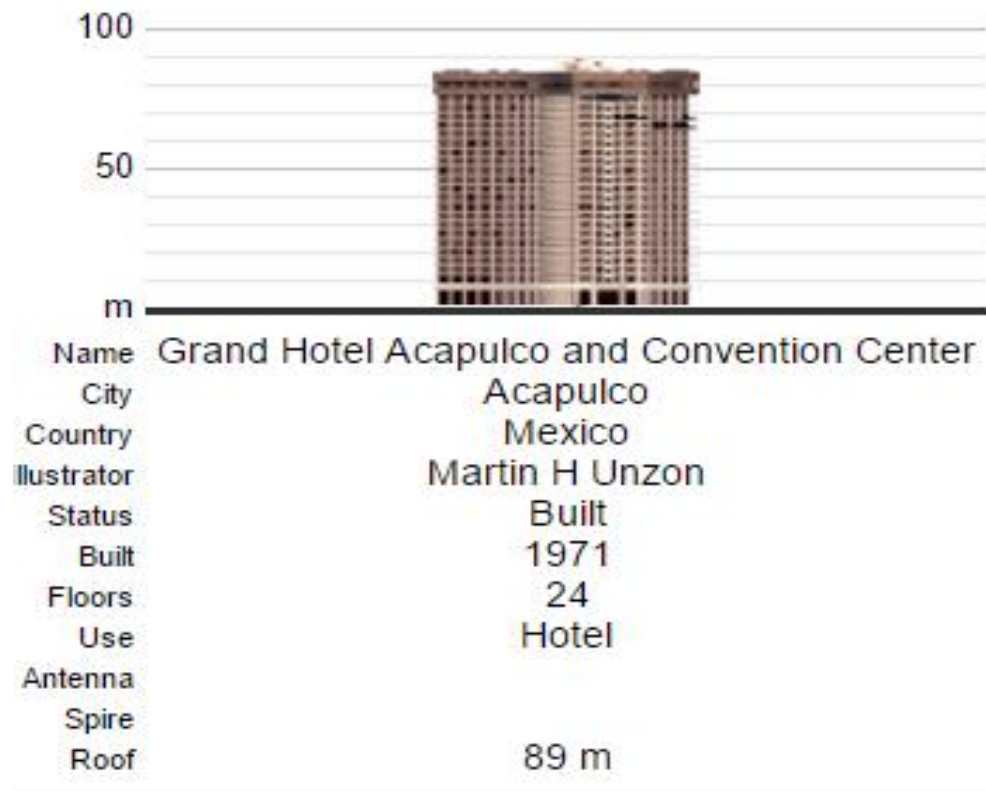 100
50
m
Name Grand Hotel Acapulco and Convention Center
City Acapulco
Country Mexico
llustrator Martin H Unzon
Status Built
Built 1971
Floors 24
Use Hotel
Antenna
Spire
Roof 89 m